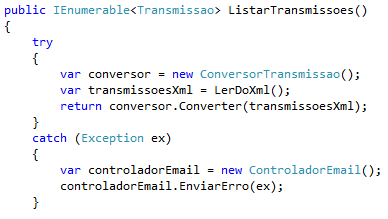 public IEnumerable<Transmissao> ListarTransmissoes()
{
    try
    {
        var conversor = new ConversorTransmissao();
        var transmissoesXml = LerDoXml();
        return conversor.Converter(transmissoesXml);
    }
    catch (Exception ex)
    {
        var controladorEmail = new ControladorEmail();
        controladorEmail.EnviarErro(ex);
    }